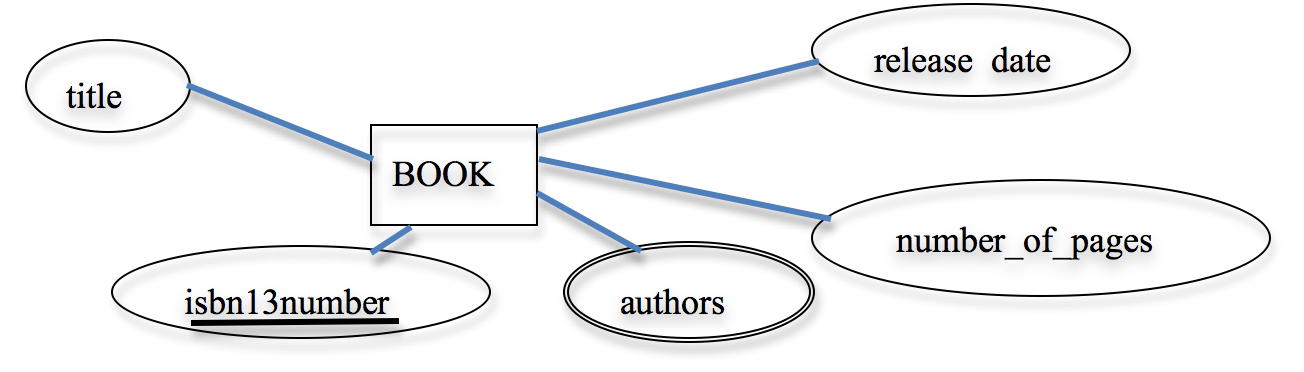 title
release date
BOOK
number_of_pages
isbn13number
authors